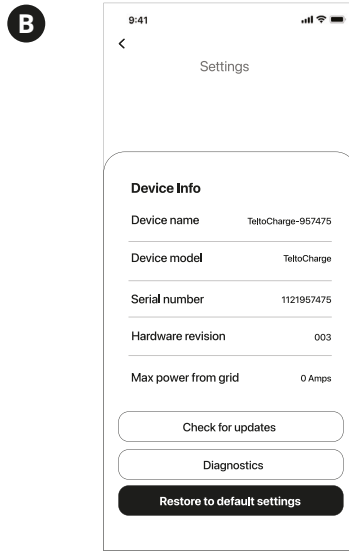 B
9:41
Settings
Device Info
Device name TeltoCharge-957475
Device model TeltoCharge
Serial number 1121957475
Hardware revision 003
Max power from grid 0 Amps
Check for updates
Diagnostics
Restore to default settings